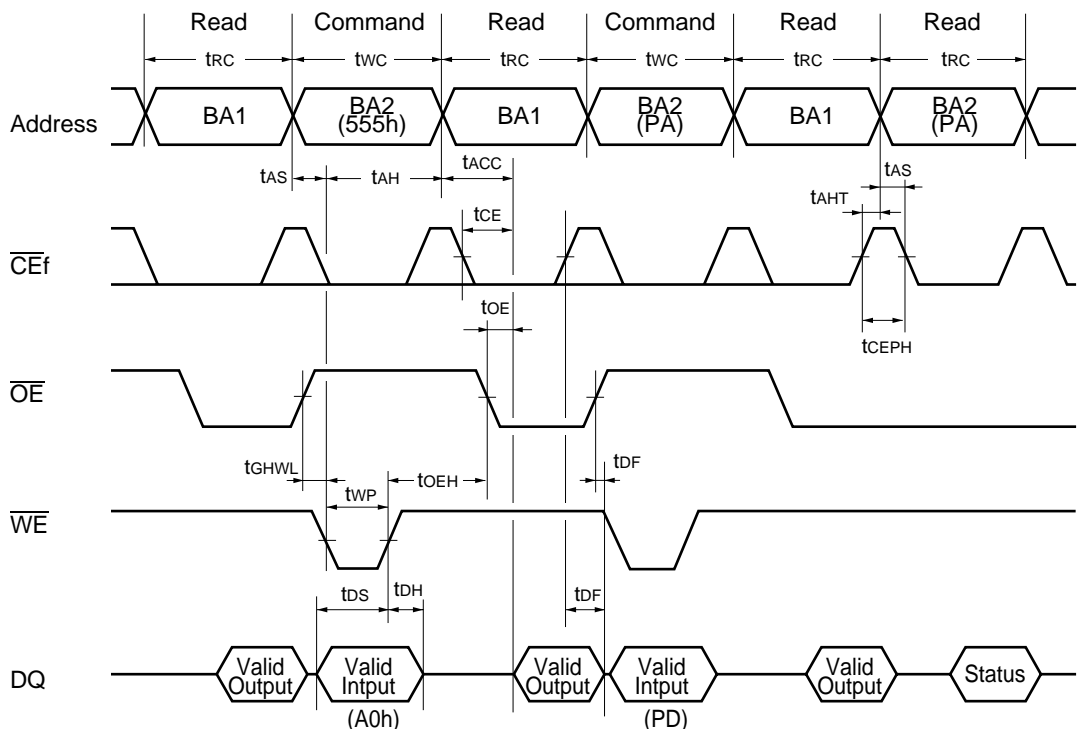 Read Command Read Command Read Read
tRC tWC tRC tWC tRC tRC
Address BA1 BA2 BA1 BA2 BA1 BA2
(555h) (PA) (PA)
tAS tAH tACC tAS
tAHT
tCE
CEf
tOE
tCEPH
OE
tGHWL tWP tOEH tDF
WE
tDS tDH tDF
DQ Valid Valid Valid Valid Valid Status
Output Intput Output Intput Output
(A0h) (PD)